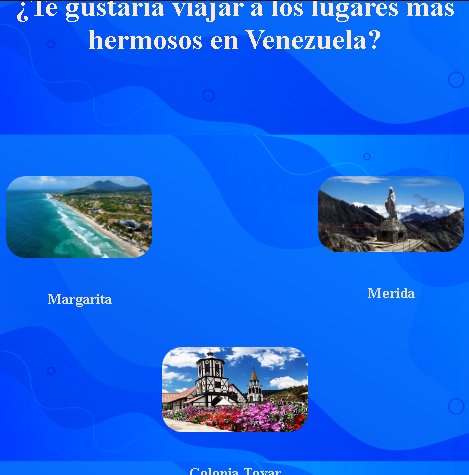 ¿Te gustaría viajar a los lugares más
hermosos en Venezuela?
Margarita
Merida
Colonia Tovar